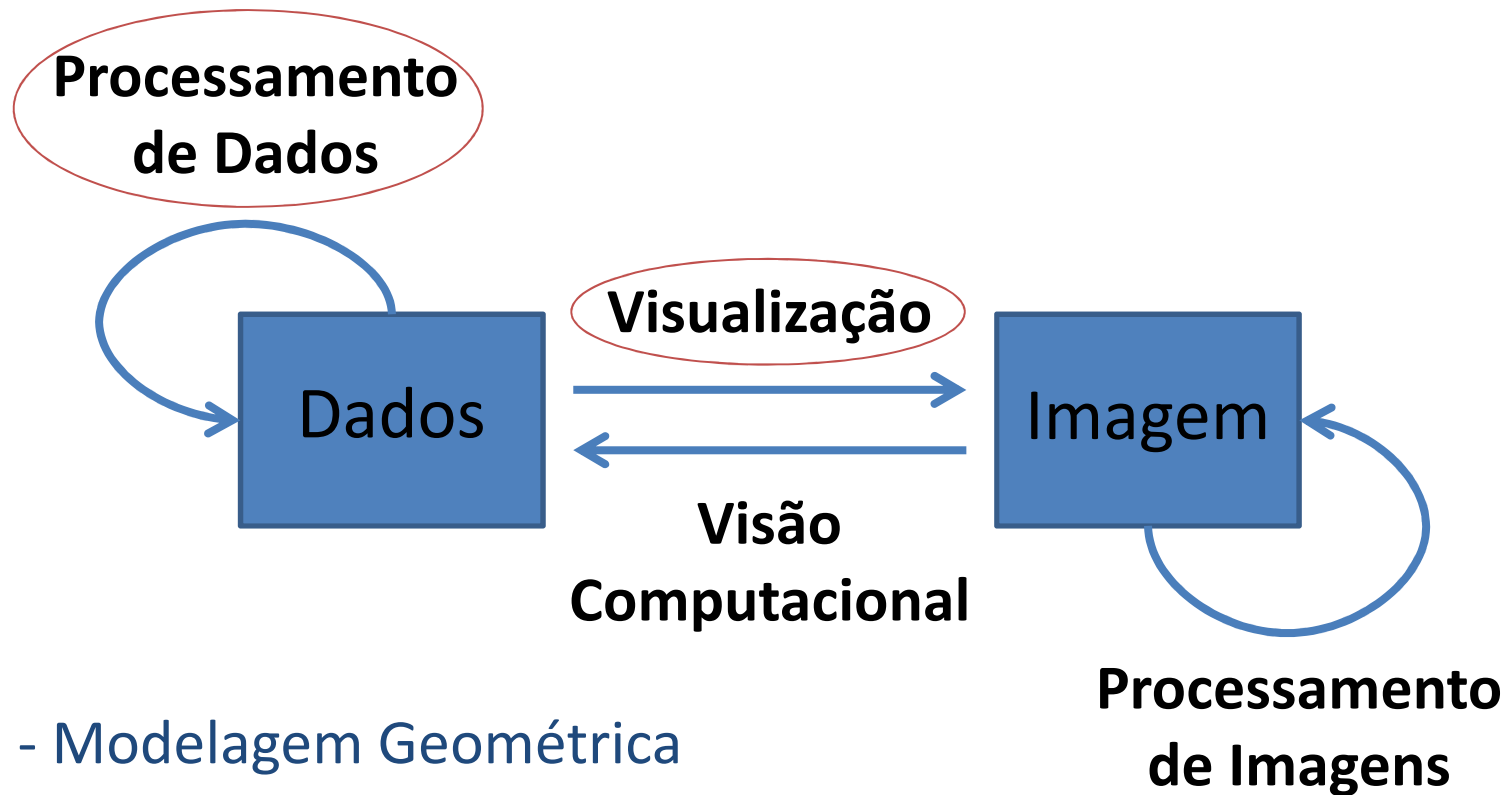 Processamento
de Dados
Visualização
Dados
Imagem
Visão
Computacional
Processamento
de Imagens
- Modelagem Geométrica